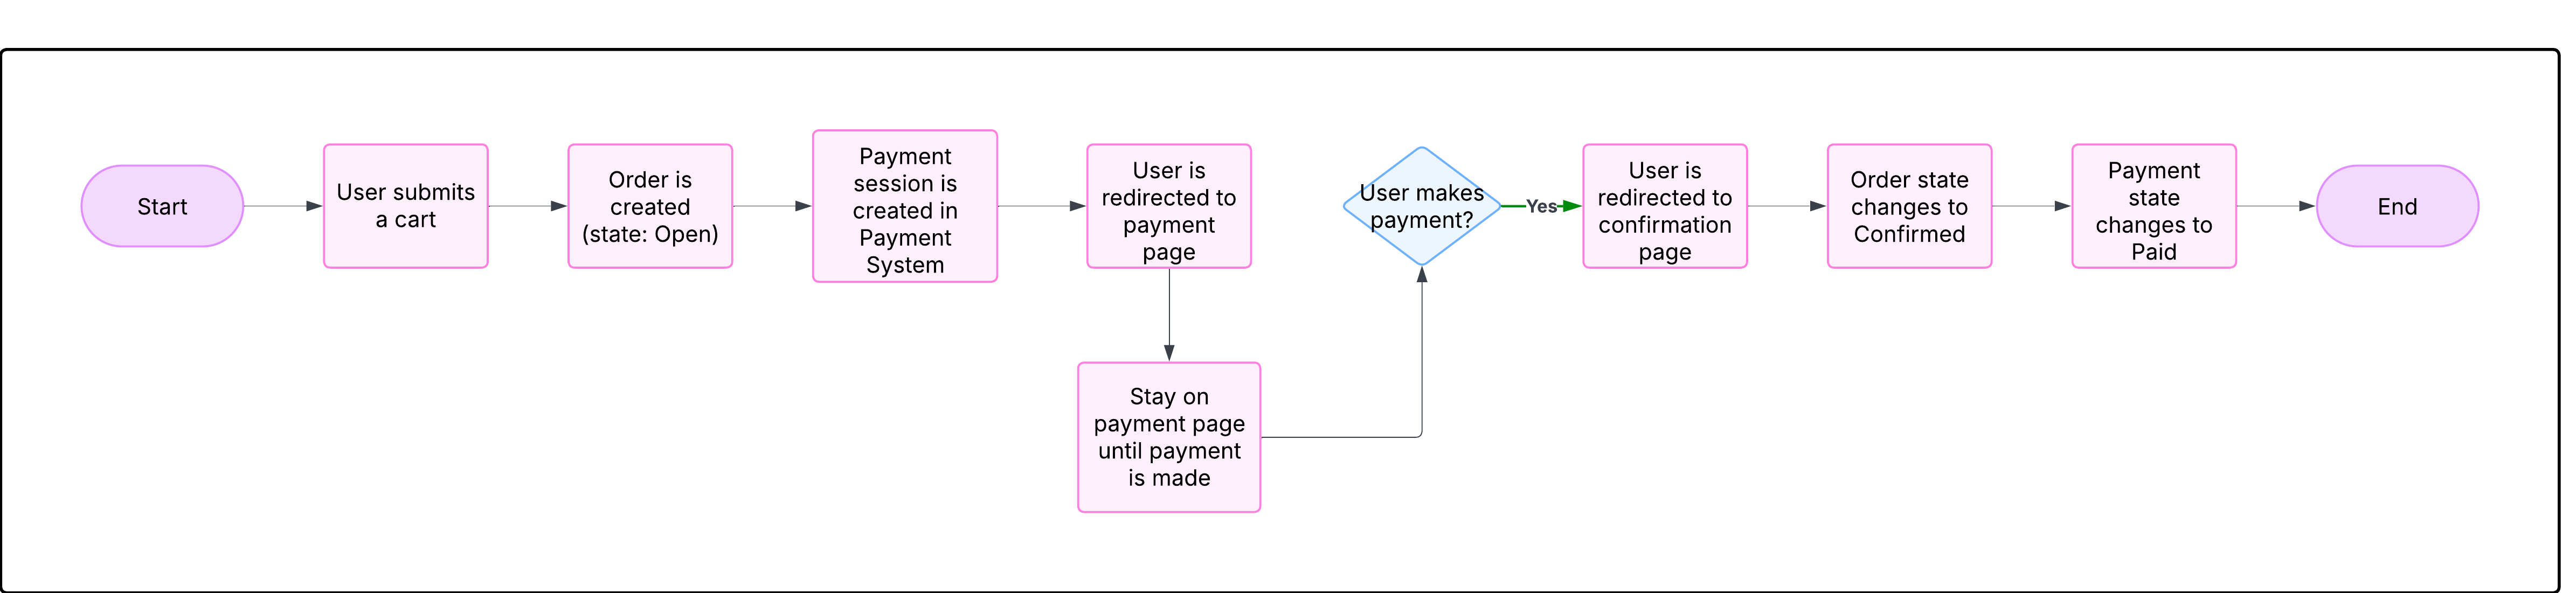 Start
User submits
a cart
Order is
created
(state: Open)
Payment
session is
created in
Payment
System
User is
redirected to
payment
page
Stay on
payment page
until payment
is made
User makes
payment?
Yes
User is
redirected to
confirmation
page
Order state
changes to
Confirmed
Payment
state
changes to
Paid
End